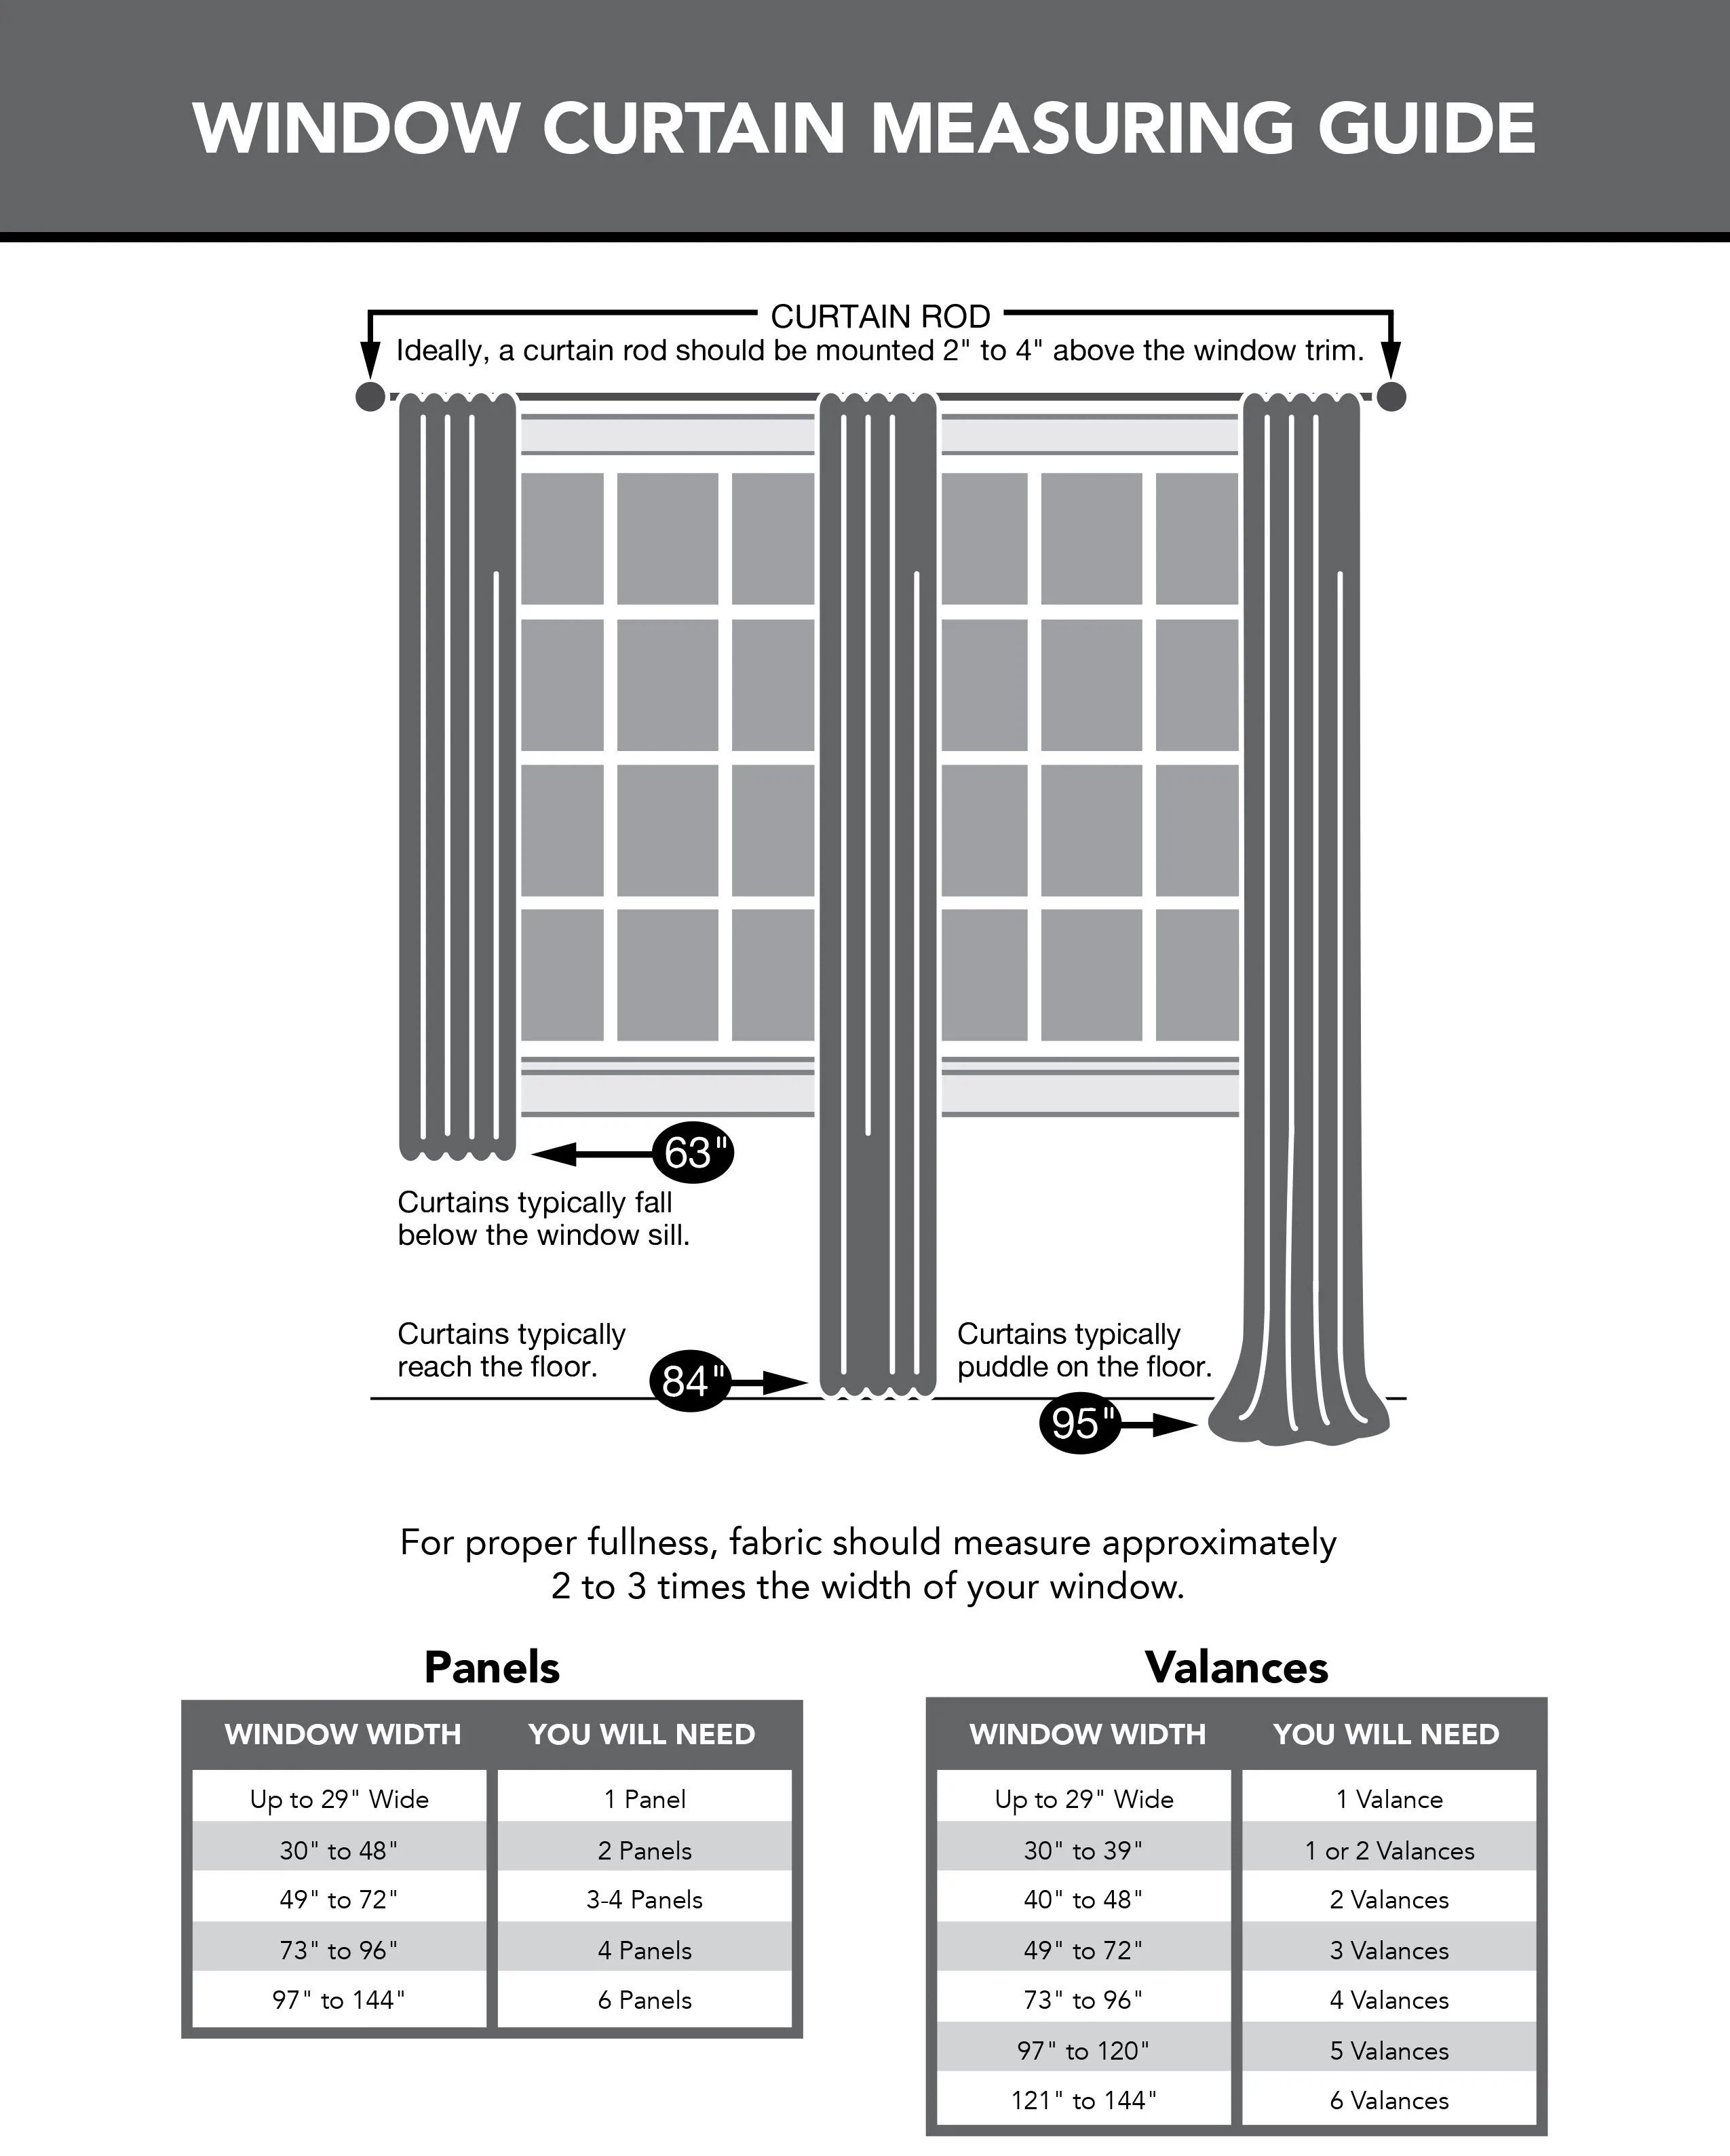 WINDOW CURTAIN MEASURING GUIDE
CURTAIN ROD
Ideally, a curtain rod should be mounted 2" to 4" above the window trim.
63"
Curtains typically fall
below the window sill.
Curtains typically
reach the floor.
84"
Curtains typically
puddle on the floor.
95"
For proper fullness, fabric should measure approximately
2 to 3 times the width of your window.
Panels
WINDOW WIDTH YOU WILL NEED
Up to 29" Wide 1 Panel
30" to 48" 2 Panels
49" to 72" 3-4 Panels
73" to 96" 4 Panels
97" to 144" 6 Panels
Valances
WINDOW WIDTH YOU WILL NEED
Up to 29" Wide 1 Valance
30" to 39" 1 or 2 Valances
40" to 48" 2 Valances
49" to 72" 3 Valances
73" to 96" 4 Valances
97" to 120" 5 Valances
121" to 144" 6 Valances